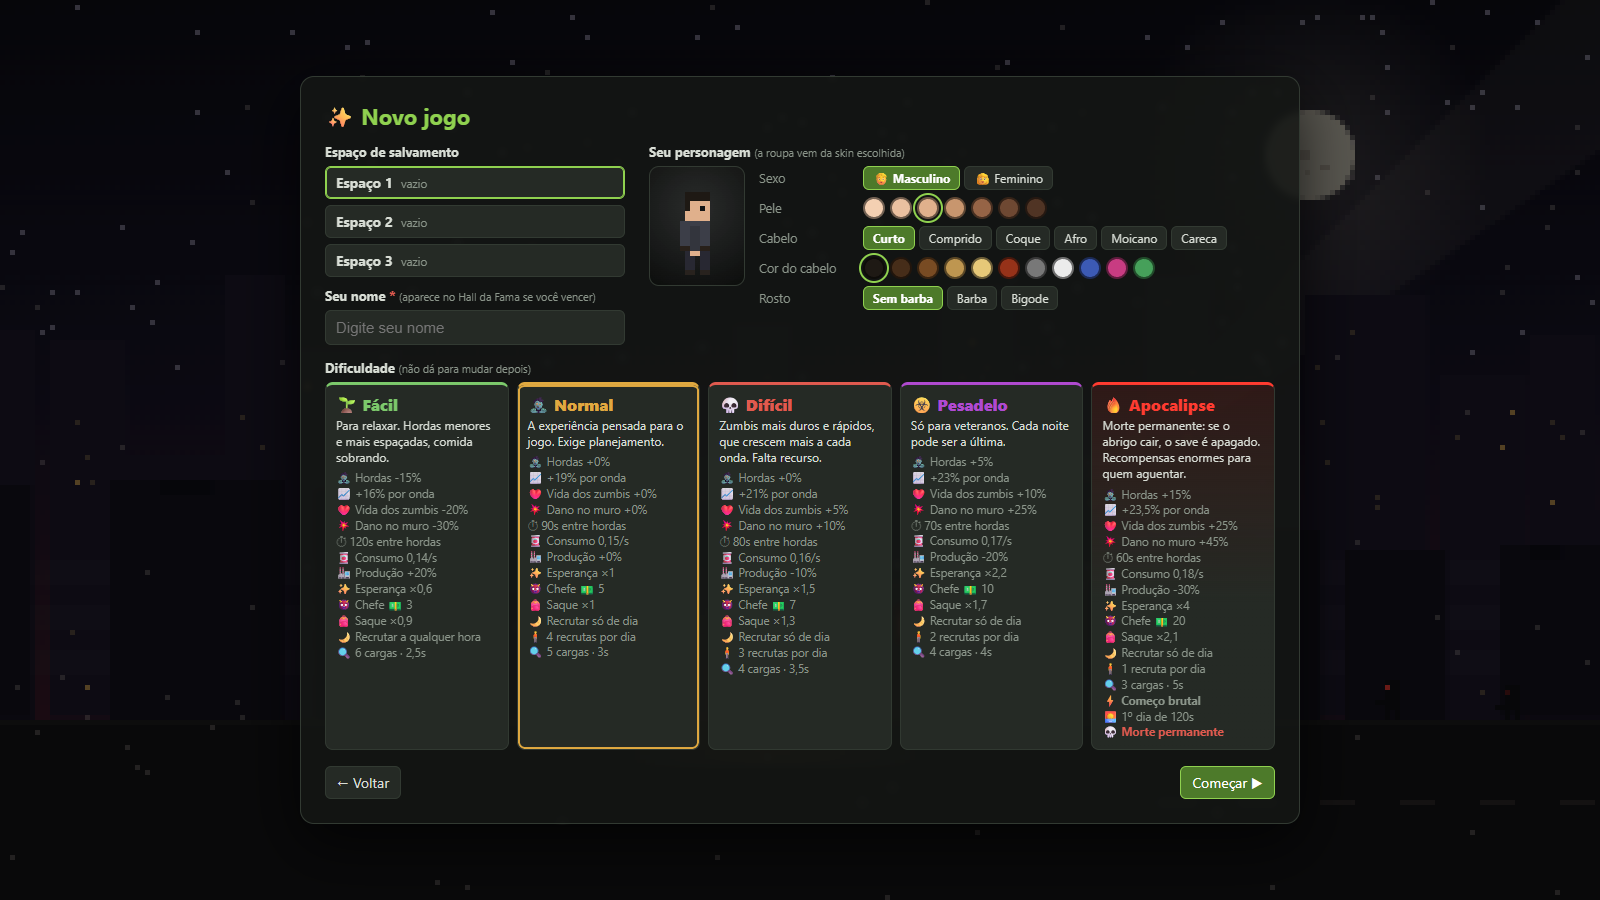 ✨ Novo jogo
Espaço de salvamento
Espaço 1 vazio
Espaço 2 vazio
Espaço 3 vazio
Seu nome * (aparece no Hall da Fama se você vencer)
Digite seu nome
Seu personagem (a roupa vem da skin escolhida)
Sexo
Masculino
Feminino
Pele
Cabelo
Curto
Comprido
Coque
Afro
Moicano
Careca
Cor do cabelo
Rosto
Sem barba
Barba
Bigode
Dificuldade (não dá para mudar depois)
Fácil
Para relaxar. Hordas menores
e mais espaçadas, comida
sobrando.
Hordas -15%
+16% por onda
Vida dos zumbis -20%
Dano no muro -30%
120s entre hordas
Consumo 0,14/s
Produção +20%
Esperança ×0,6
Chefe 💵 3
Saque ×0,9
Recrutar a qualquer hora
6 cargas · 2,5s
Normal
A experiência pensada para o
jogo. Exige planejamento.
Hordas +0%
+19% por onda
Vida dos zumbis +0%
Dano no muro +0%
90s entre hordas
Consumo 0,15/s
Produção +0%
Esperança ×1
Chefe 💵 5
Saque ×1
Recrutar só de dia
4 recrutas por dia
5 cargas · 3s
Difícil
Zumbis mais duros e rápidos,
que crescem mais a cada
onda. Falta recurso.
Hordas +0%
+21% por onda
Vida dos zumbis +5%
Dano no muro +10%
80s entre hordas
Consumo 0,16/s
Produção -10%
Esperança ×1,5
Chefe 💵 7
Saque ×1,3
Recrutar só de dia
3 recrutas por dia
4 cargas · 3,5s
Pesadelo
Só para veteranos. Cada noite
pode ser a última.
Hordas +5%
+23% por onda
Vida dos zumbis +10%
Dano no muro +25%
70s entre hordas
Consumo 0,17/s
Produção -20%
Esperança ×2,2
Chefe 💵 10
Saque ×1,7
Recrutar só de dia
2 recrutas por dia
4 cargas · 4s
Apocalipse
Morte permanente: se o
abrigo cair, o save é apagado.
Recompensas enormes para
quem aguentar.
Hordas +15%
+23,5% por onda
Vida dos zumbis +25%
Dano no muro +45%
60s entre hordas
Consumo 0,18/s
Produção -30%
Esperança ×4
Chefe 💵 20
Saque ×2,1
Recrutar só de dia
1 recruta por dia
3 cargas · 5s
Começo brutal
1º dia de 120s
Morte permanente
← Voltar
Começar ▶